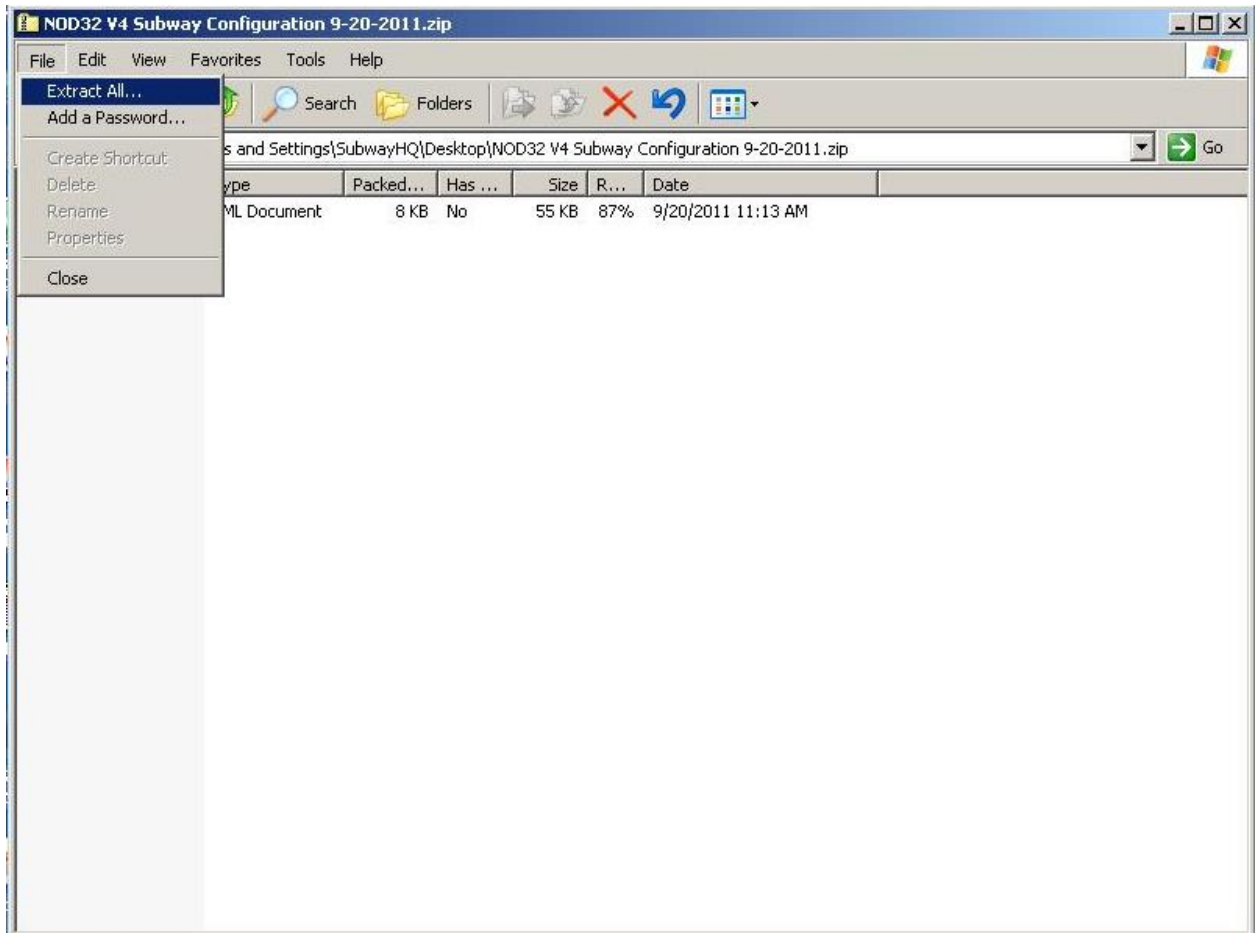 NOD32 V4 Subway Configuration 9-20-2011.zip
File Edit View Favorites Tools Help
Extract All...
Add a Password...
Create Shortcut
Delete
Rename
Properties
Close
Search Folders
s and Settings\SubwayHQ\Desktop\NOD32 V4 Subway Configuration 9-20-2011.zip Go
ype Packed... Has ... Size R... Date
ML Document 8 KB No 55 KB 87% 9/20/2011 11:13 AM